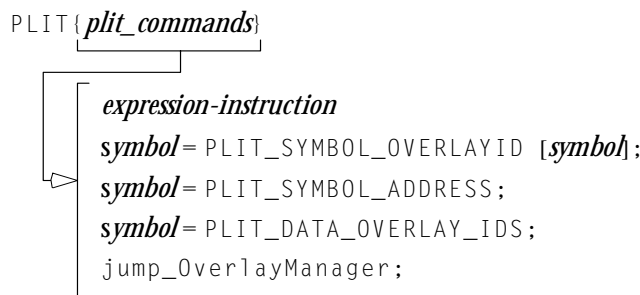 PLIT{plit_commands}
expression-instruction
symbol = PLIT_SYMBOL_OVERLAYID [symbol];
symbol = PLIT_SYMBOL_ADDRESS;
symbol = PLIT_DATA_OVERLAY_IDS;
jump_OverlayManager;